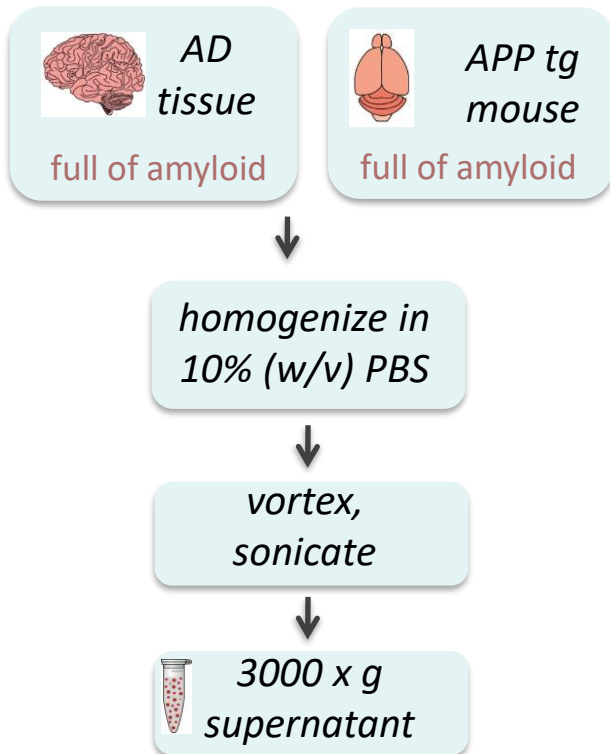 AD
tissue
full of amyloid
APP tg
mouse
full of amyloid
homogenize in
10% (w/v) PBS
vortex,
sonicate
3000 x g
supernatant